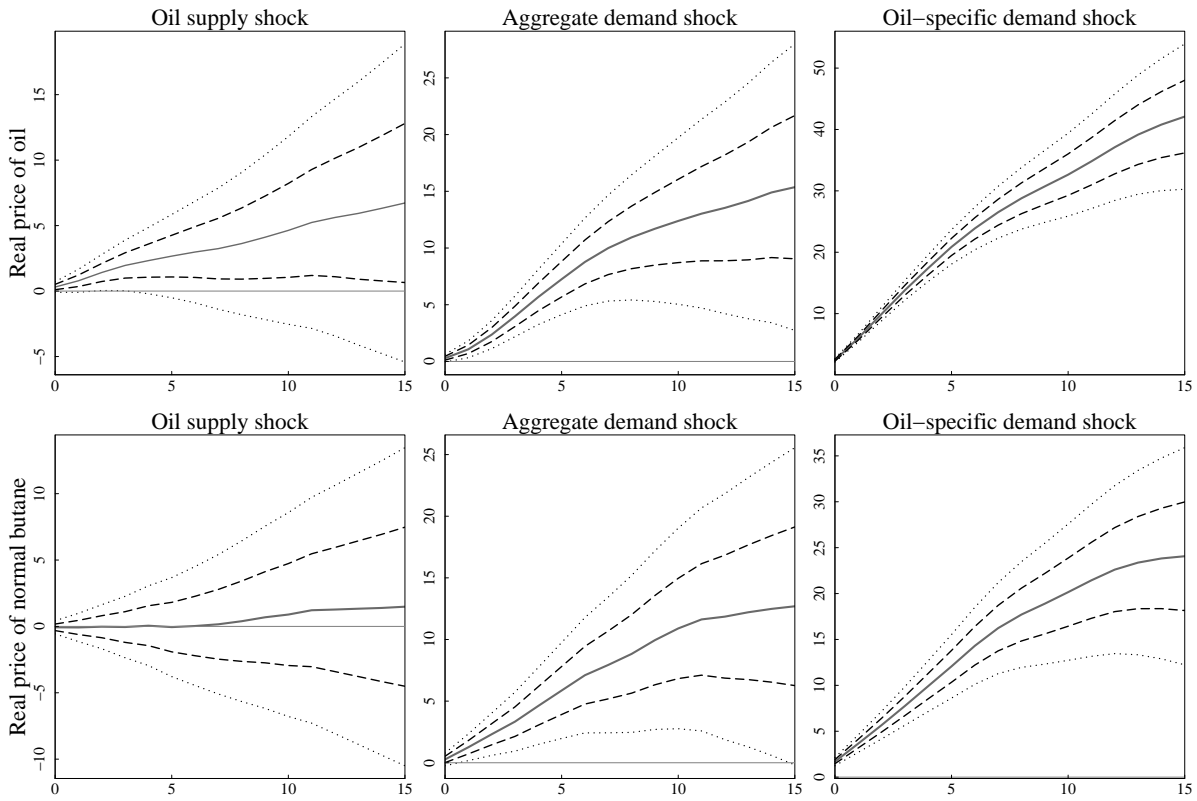 Oil supply shock
Aggregate demand shock
Oil−specific demand shock
Real price of oil
−5 0 5 10 15
0 5 10 15
0 5 10 15 20 25
0 5 10 15
10 20 30 40 50
0 5 10 15
Oil supply shock
Aggregate demand shock
Oil−specific demand shock
Real price of normal butane
−10 −5 0 5 10
0 5 10 15
0 5 10 15 20 25
0 5 10 15
0 5 10 15 20 25 30 35
0 5 10 15